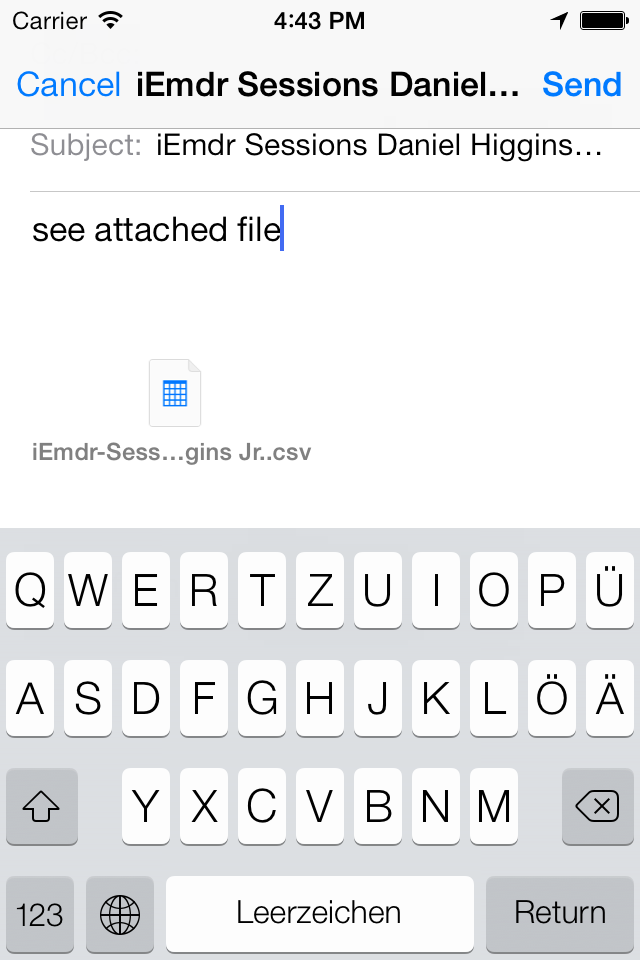 Carrier 4:43 PM
Cancel iEmdr Sessions Daniel... Send
Subject: iEmdr Sessions Daniel Higgins...
see attached file
iEmdr-Sess...gins Jr..csv
Q W E R T Z U I O P Ü
A S D F G H J K L Ö Ä
Y X C V B N M
123 Leerzeichen Return